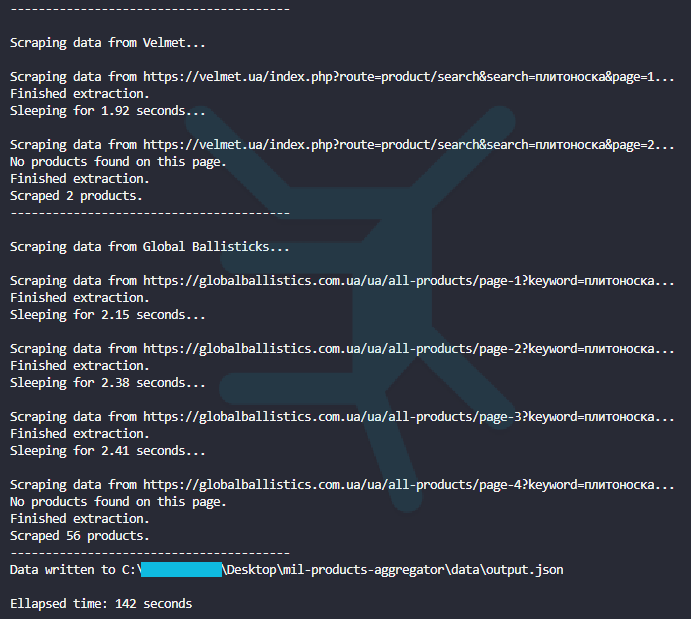 ----------------------------------------
Scraping data from Velmet...
Scraping data from https://velmet.ua/index.php?route=product/search&search=плитоноска&page=1...
Finished extraction.
Sleeping for 1.92 seconds...
Scraping data from https://velmet.ua/index.php?route=product/search&search=плитоноска&page=2...
No products found on this page.
Finished extraction.
Scraped 2 products.
----------------------------------------
Scraping data from Global Ballisticks...
Scraping data from https://globalballistics.com.ua/ua/all-products/page-1?keyword=плитоноска...
Finished extraction.
Sleeping for 2.15 seconds...
Scraping data from https://globalballistics.com.ua/ua/all-products/page-2?keyword=плитоноска...
Finished extraction.
Sleeping for 2.38 seconds...
Scraping data from https://globalballistics.com.ua/ua/all-products/page-3?keyword=плитоноска...
Finished extraction.
Sleeping for 2.41 seconds...
Scraping data from https://globalballistics.com.ua/ua/all-products/page-4?keyword=плитоноска...
No products found on this page.
Finished extraction.
Scraped 56 products.
----------------------------------------
Data written to C:\ \Desktop\mil-products-aggregator\data\output.json
Ellapsed time: 142 seconds